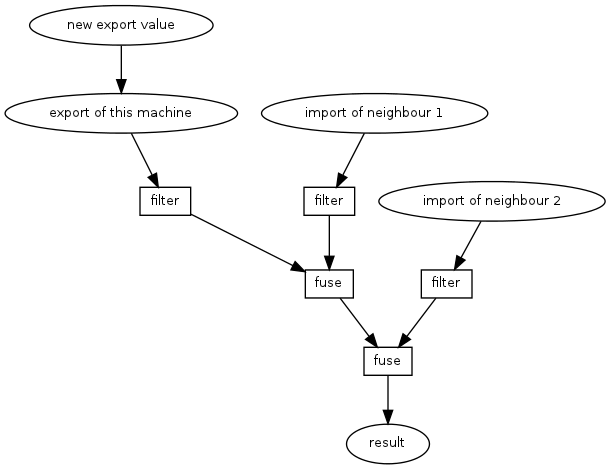 new export value
export of this machine
import of neighbour 1
filter
filter
import of neighbour 2
fuse
filter
fuse
result